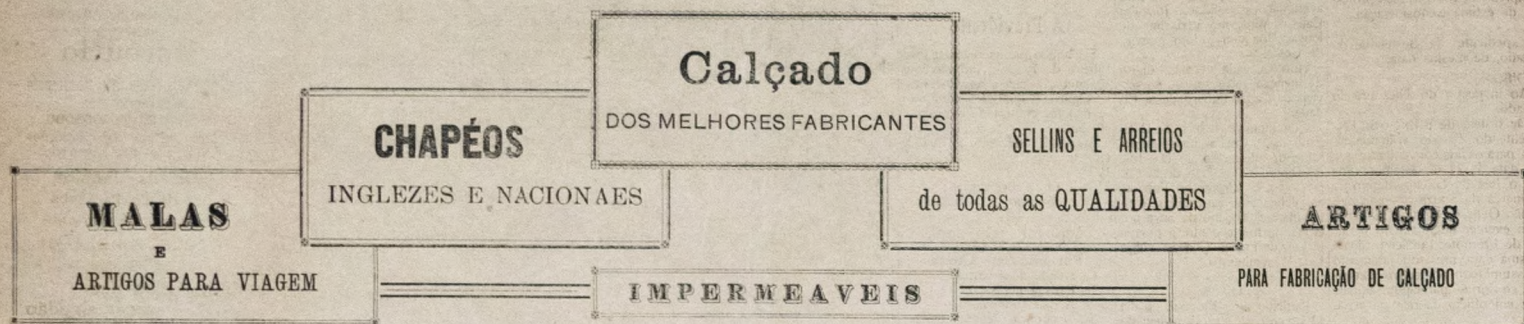 Calçado
DOS MELHORES FABRICANTES
CHAPÉOS
INGLEZES E NACIONAES
SELLINS E ARREIOS
de todas as QUALIDADES
MALAS
E
ARTIGOS PARA VIAGEM
ARTIGOS
PARA FABRICAÇÃO DE CALÇADO
IMPERMEAVEIS